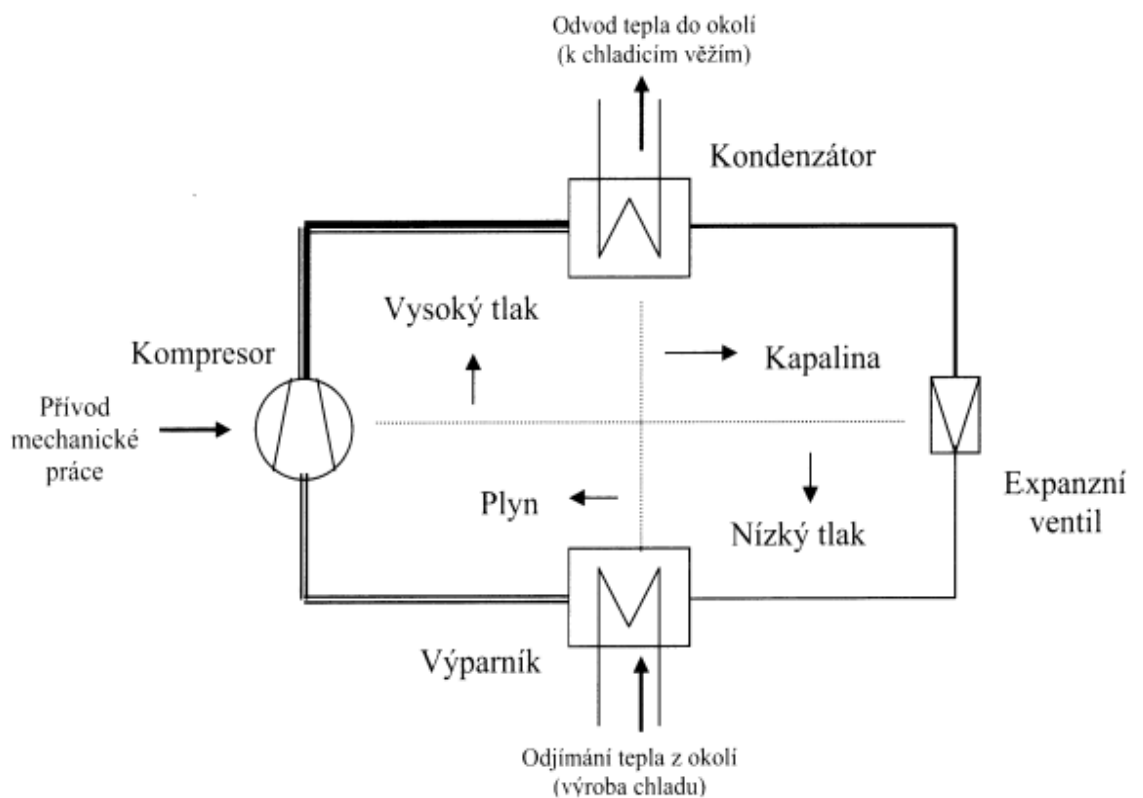 Odvod tepla do okolí
(k chladicím věžím)
Kondenzátor
Vysoký tlak
Kompresor
Kapalina
Přívod
mechanické
práce
Plyn
Expanzní
ventil
Nízký tlak
Výparník
Odjímání tepla z okolí
(výroba chladu)